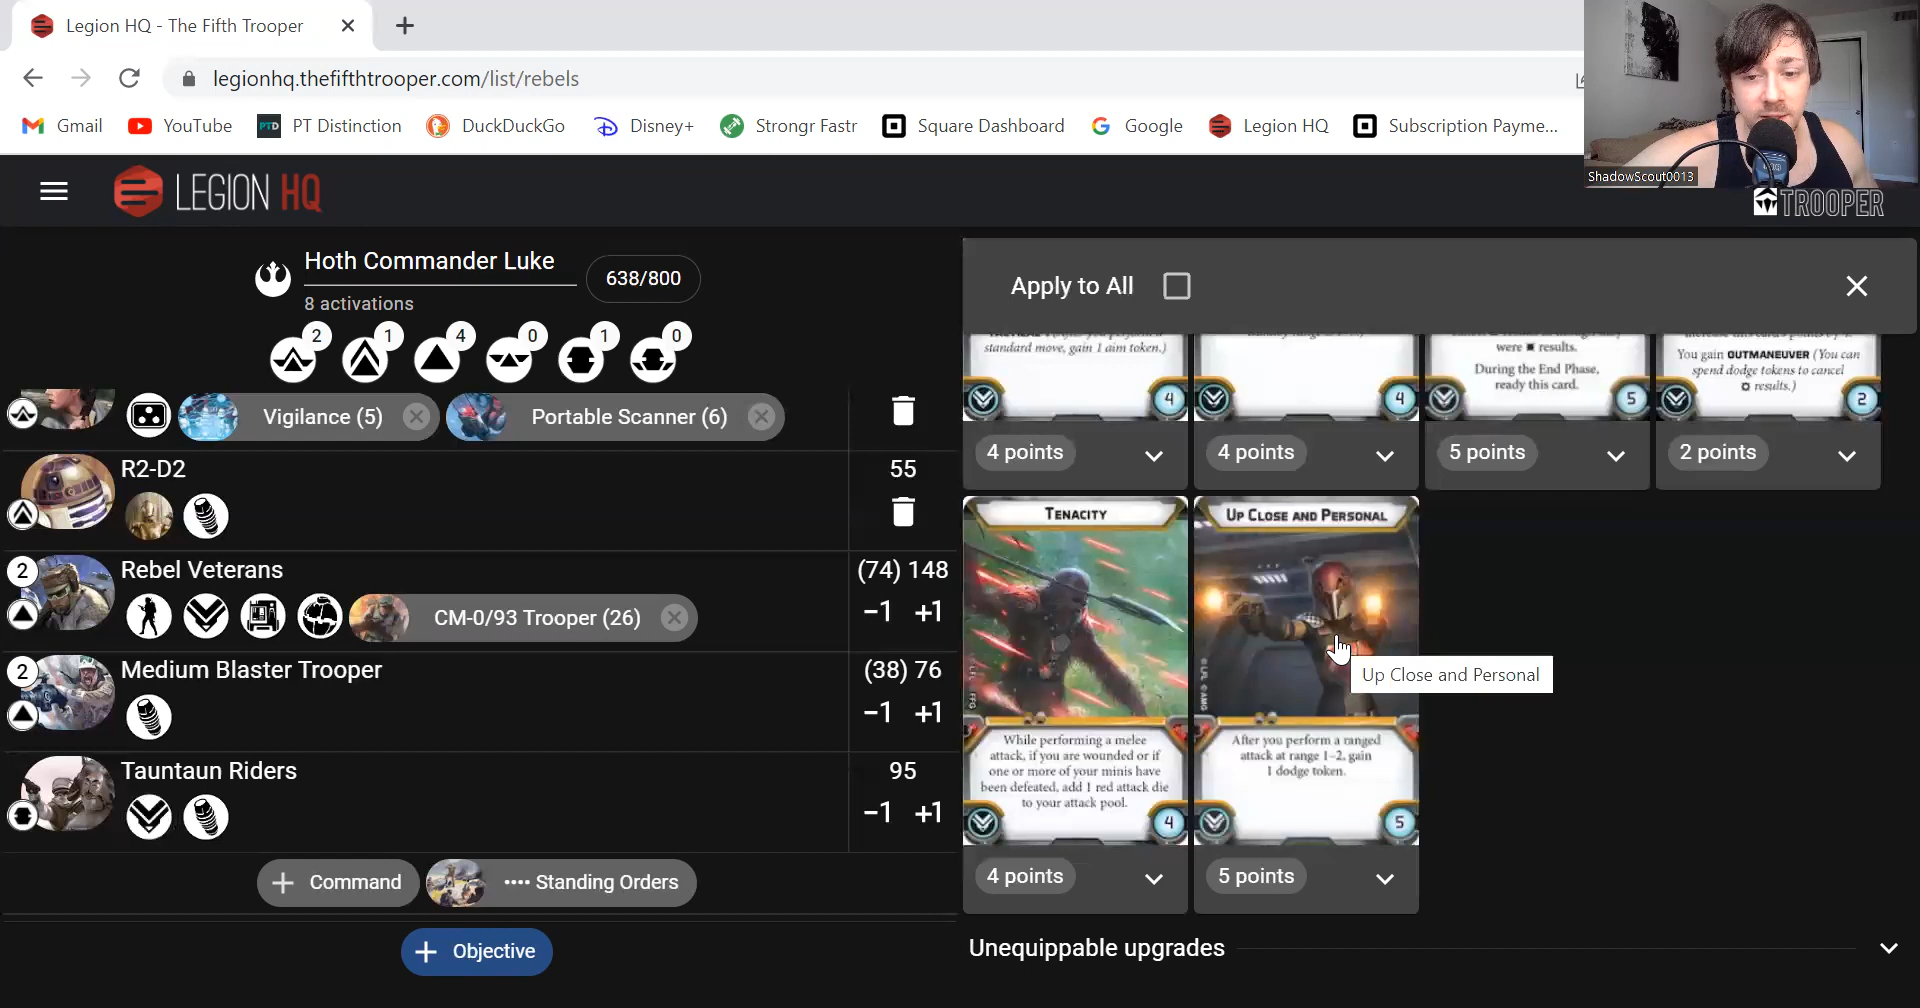 Legion HQ - The Fifth Trooper
legionhq.thefifthtrooper.com/list/rebels
Gmail
YouTube
PTD
PT Distinction
DuckDuckGo
Disney+
Strongr Fastr
Square Dashboard
Google
Legion HQ
Subscription Payme...
ShadowScout0013
LEGION HQ
TROOPER
Hoth Commander Luke
638/800
8 activations
2
1
4
0
1
0
Vigilance (5)
Portable Scanner (6)
R2-D2
55
2
Rebel Veterans
(74) 148
CM-0/93 Trooper (26)
−1 +1
2
Medium Blaster Trooper
(38) 76
−1 +1
Tauntaun Riders
95
−1 +1
+ Command
•••• Standing Orders
+ Objective
Apply to All
standard move, gain 1 aim token.)
4
4 points
4
4 points
were results.
During the End Phase,
ready this card.
5
5 points
You gain OUTMANEUVER (You can
spend dodge tokens to cancel
results.)
2
2 points
TENACITY
While performing a melee
attack, if you are wounded or if
one or more of your minis have
been defeated, add 1 red attack die
to your attack pool.
4
4 points
UP CLOSE AND PERSONAL
After you perform a ranged
attack at range 1–2, gain
1 dodge token.
5
5 points
Up Close and Personal
Unequippable upgrades